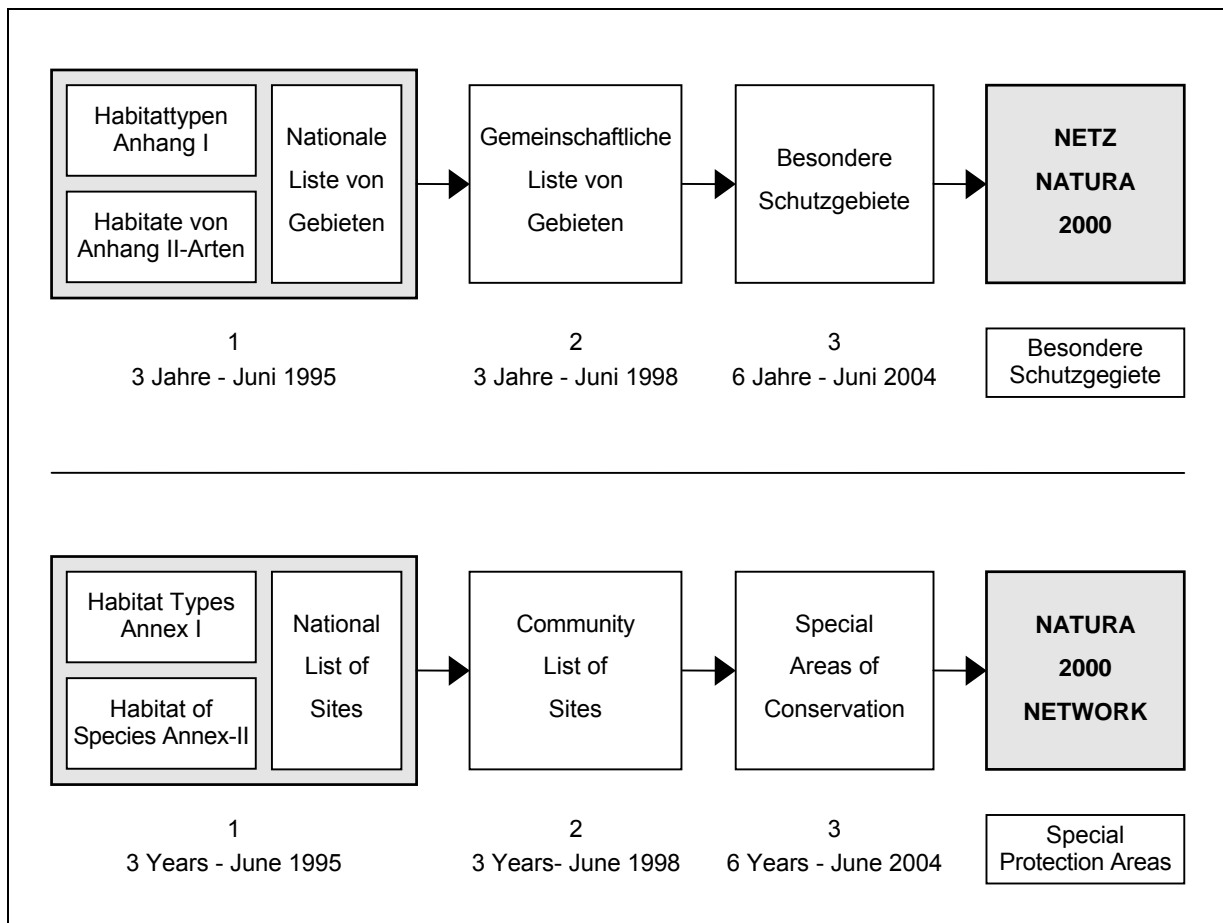 Habitattypen
Anhang I
Habitate von
Anhang II-Arten
Nationale
Liste von
Gebieten
Gemeinschaftliche
Liste von
Gebieten
Besondere
Schutzgebiete
NETZ
NATURA
2000
1
3 Jahre - Juni 1995
2
3 Jahre - Juni 1998
3
6 Jahre - Juni 2004
Besondere
Schutzgegiete
Habitat Types
Annex I
Habitat of
Species Annex-II
National
List of
Sites
Community
List of
Sites
Special
Areas of
Conservation
NATURA
2000
NETWORK
1
3 Years - June 1995
2
3 Years- June 1998
3
6 Years - June 2004
Special
Protection Areas